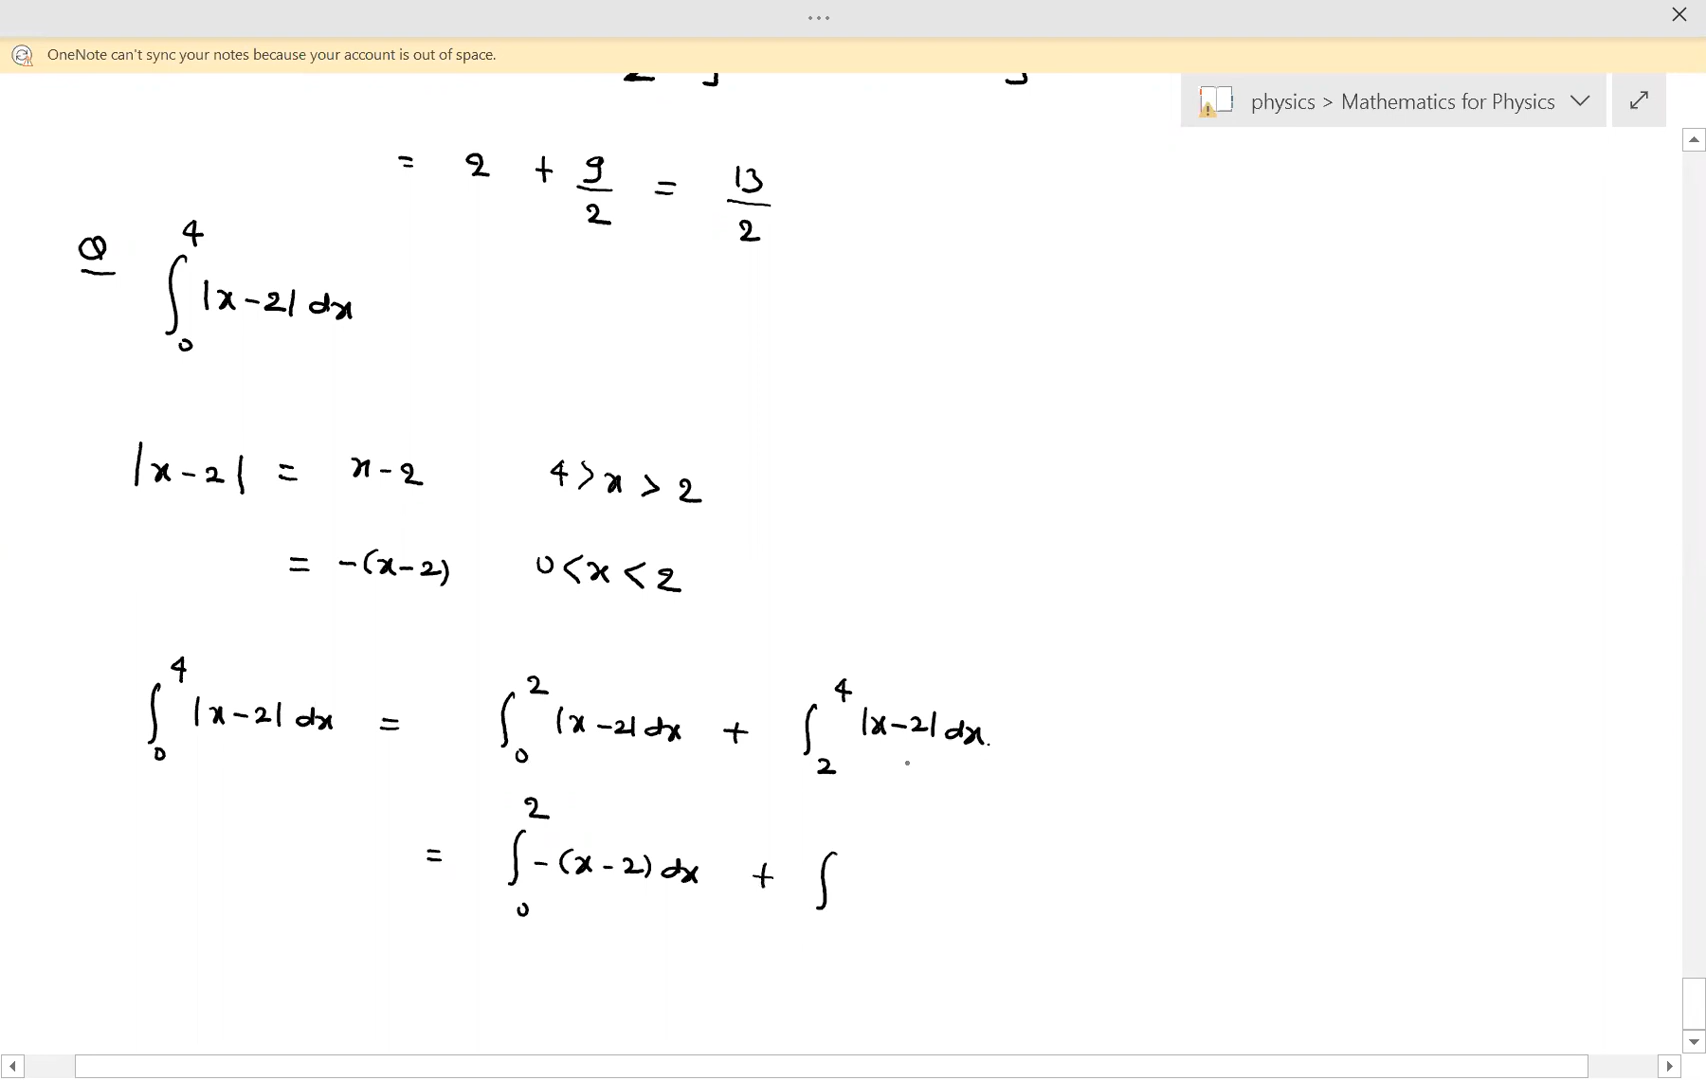 OneNote can't sync your notes because your account is out of space.
physics > Mathematics for Physics
= 2 + 9/2 = 13/2
Q ∫₀⁴ |x-2| dx
|x-2| = x-2 4 > x > 2
= -(x-2) 0 < x < 2
∫₀⁴ |x-2| dx = ∫₀² |x-2| dx + ∫₂⁴ |x-2| dx.
= ∫₀² -(x-2) dx + ∫